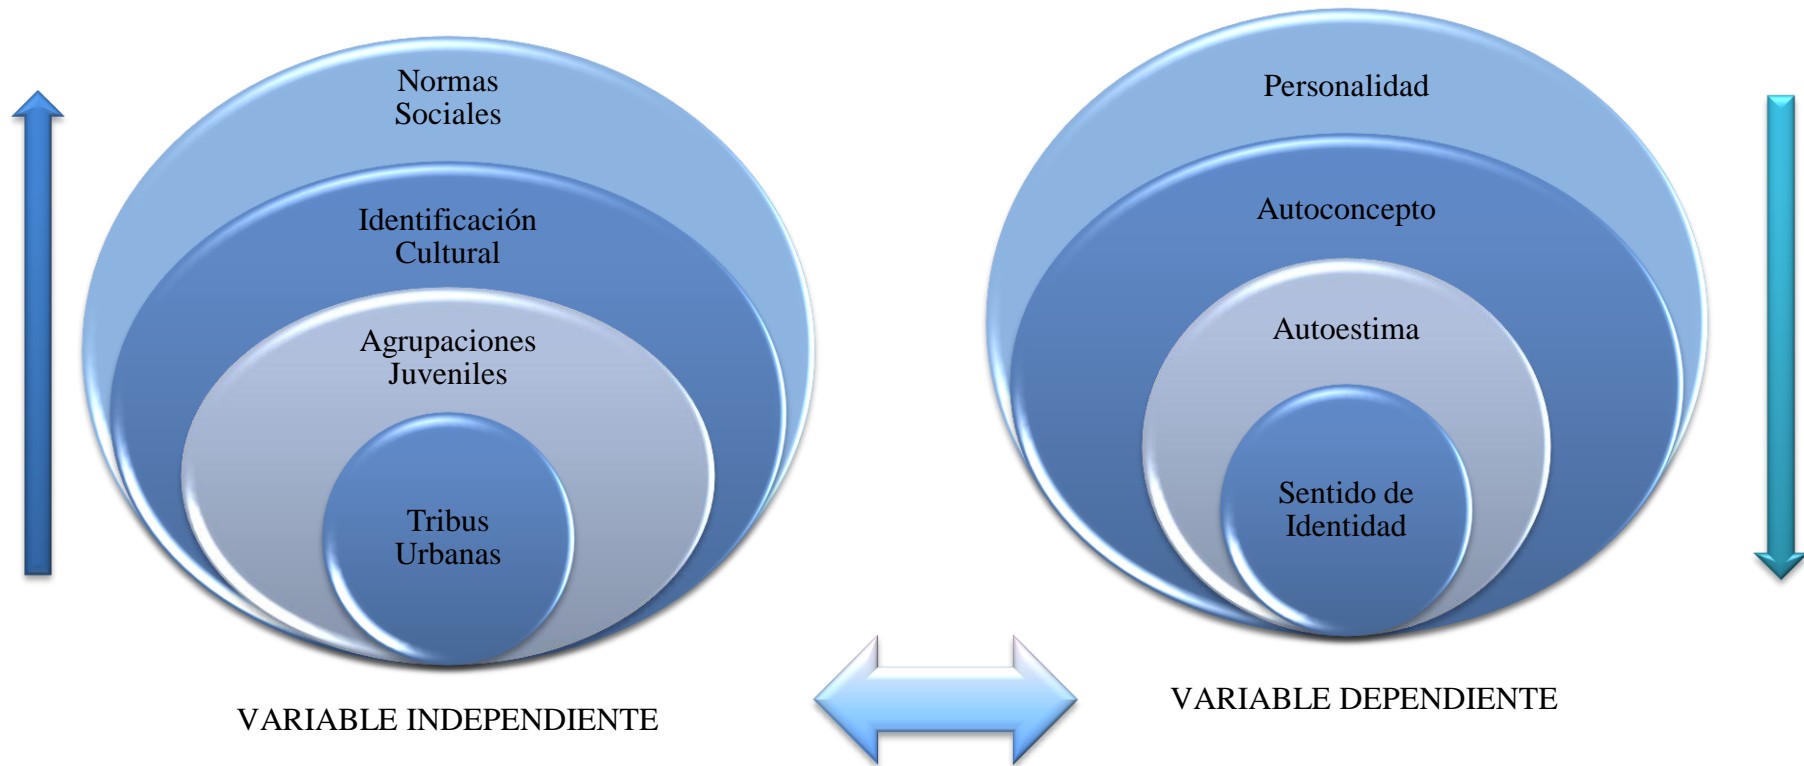 Normas
Sociales
Identificación
Cultural
Agrupaciones
Juveniles
Tribus
Urbanas
VARIABLE INDEPENDIENTE
Personalidad
Autoconcepto
Autoestima
Sentido de
Identidad
VARIABLE DEPENDIENTE